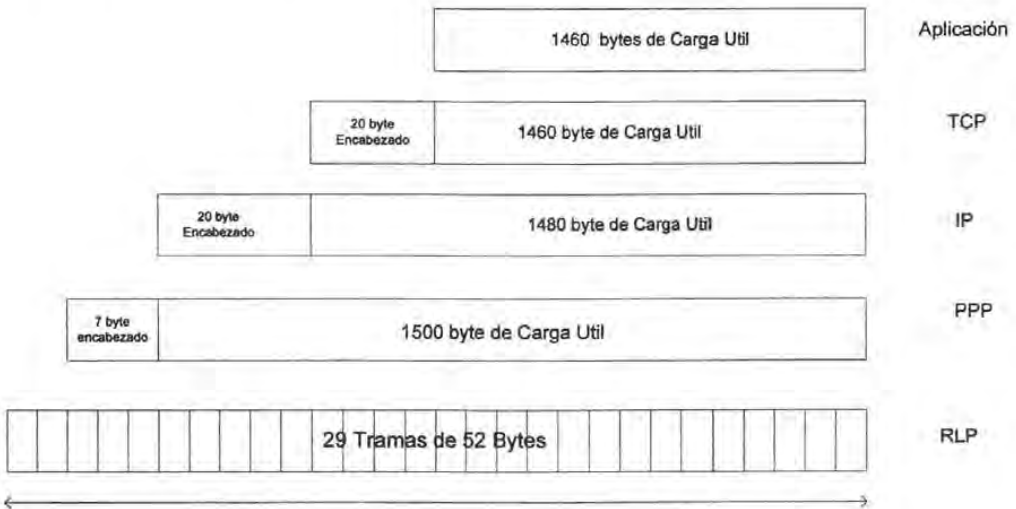 1460 bytes de Carga Util
Aplicación
20 byte
Encabezado
1460 byte de Carga Util
TCP
20 byte
Encabezado
1480 byte de Carga Util
IP
7 byte
encabezado
1500 byte de Carga Util
PPP
29 Tramas de 52 Bytes
RLP